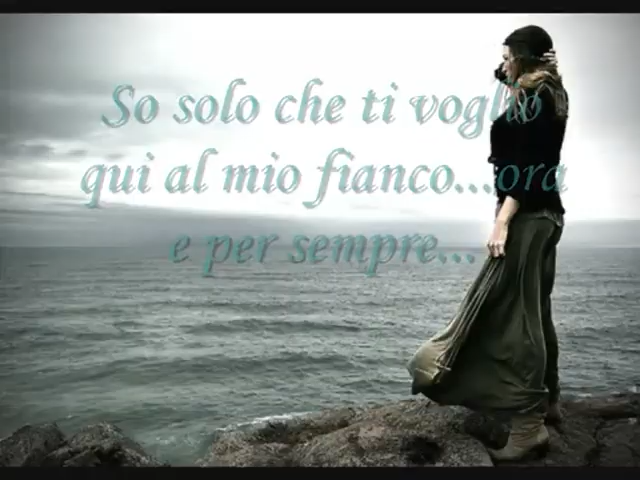 So solo che ti voglio
qui al mio fianco...ora
e per sempre...